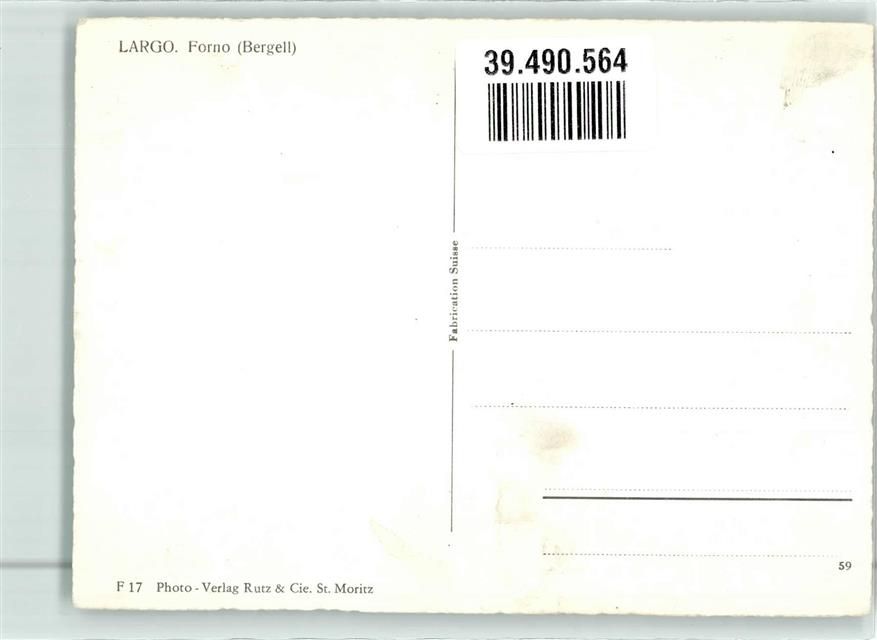 LARGO. Forno (Bergell)
39.490.564
Fabrication Suisse
59
F 17 Photo-Verlag Rutz & Cie. St. Moritz